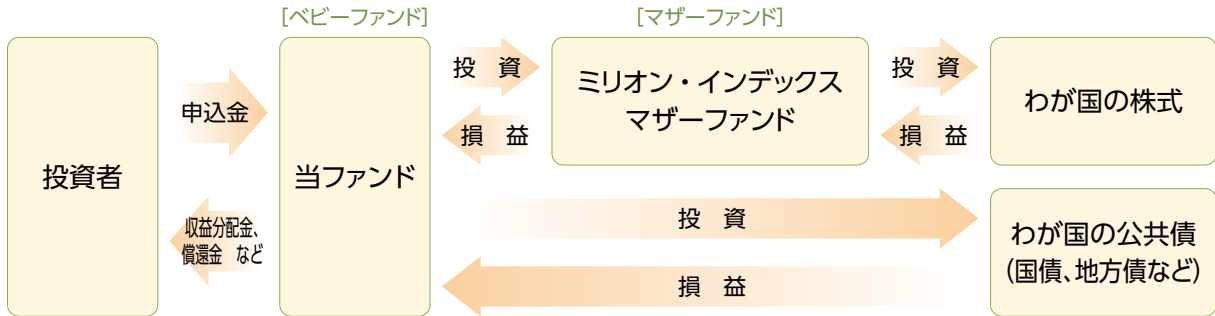 [ベビーファンド]
[マザーファンド]
投資者
申込金
収益分配金、
償還金 など
当ファンド
投 資
損 益
ミリオン・インデックス
マザーファンド
投 資
損 益
わが国の株式
投 資
損 益
わが国の公共債
(国債、地方債など)